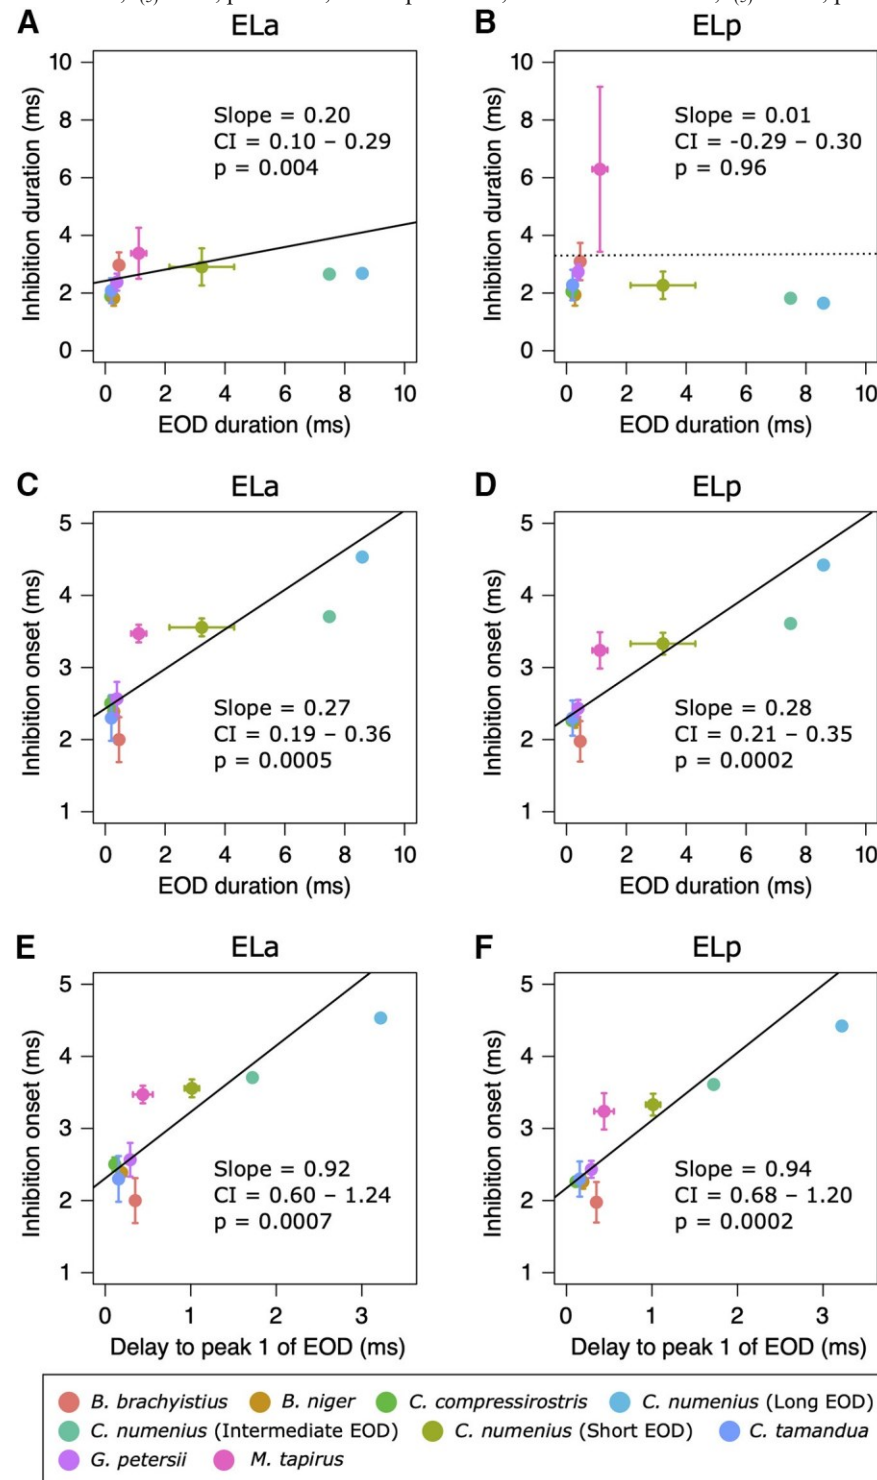 A ELa
Inhibition duration (ms)
10
8
6
4
2
0
Slope = 0.20
CI = 0.10 – 0.29
p = 0.004
0 2 4 6 8 10
EOD duration (ms)
B ELp
Inhibition duration (ms)
10
8
6
4
2
0
Slope = 0.01
CI = -0.29 – 0.30
p = 0.96
0 2 4 6 8 10
EOD duration (ms)
C ELa
Inhibition onset (ms)
5
4
3
2
1
Slope = 0.27
CI = 0.19 – 0.36
p = 0.0005
0 2 4 6 8 10
EOD duration (ms)
D ELp
Inhibition onset (ms)
5
4
3
2
1
Slope = 0.28
CI = 0.21 – 0.35
p = 0.0002
0 2 4 6 8 10
EOD duration (ms)
E ELa
Inhibition onset (ms)
5
4
3
2
1
Slope = 0.92
CI = 0.60 – 1.24
p = 0.0007
0 1 2 3
Delay to peak 1 of EOD (ms)
F ELp
Inhibition onset (ms)
5
4
3
2
1
Slope = 0.94
CI = 0.68 – 1.20
p = 0.0002
0 1 2 3
Delay to peak 1 of EOD (ms)
B. brachyistius B. niger C. compressirostris C. numenius (Long EOD)
C. numenius (Intermediate EOD) C. numenius (Short EOD) C. tamandua
G. petersii M. tapirus